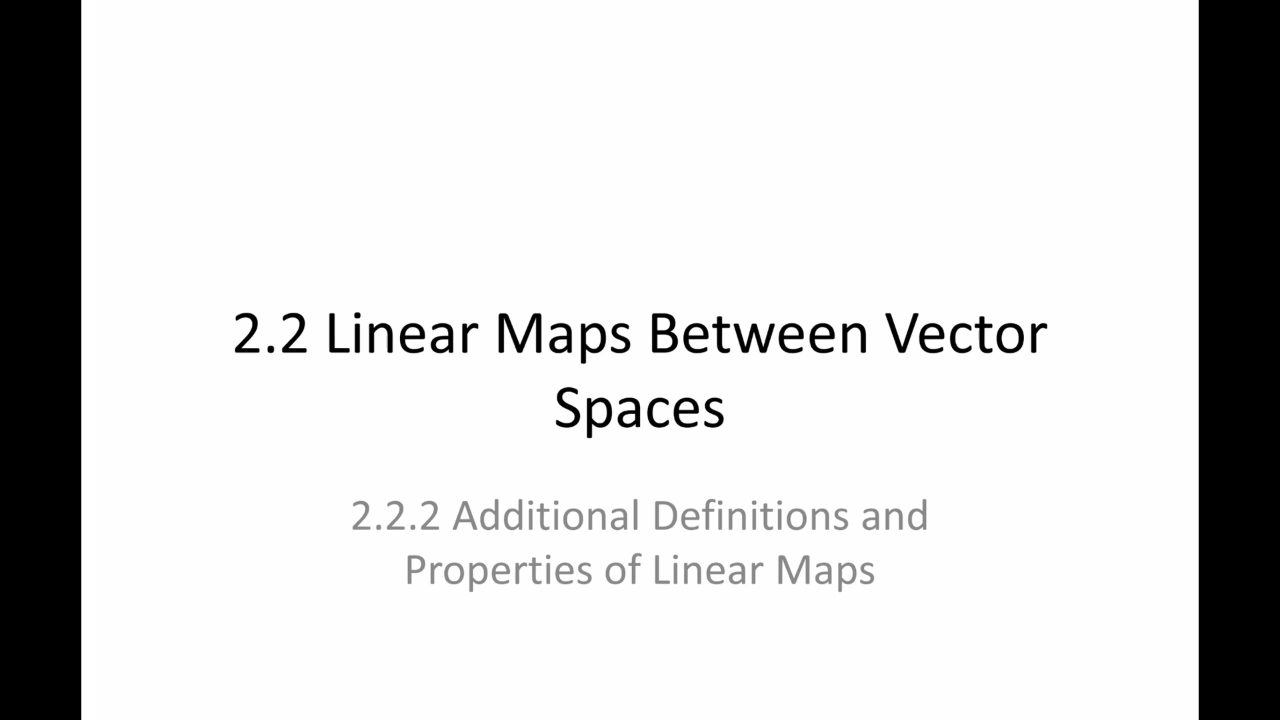 2.2 Linear Maps Between Vector
Spaces
2.2.2 Additional Definitions and
Properties of Linear Maps